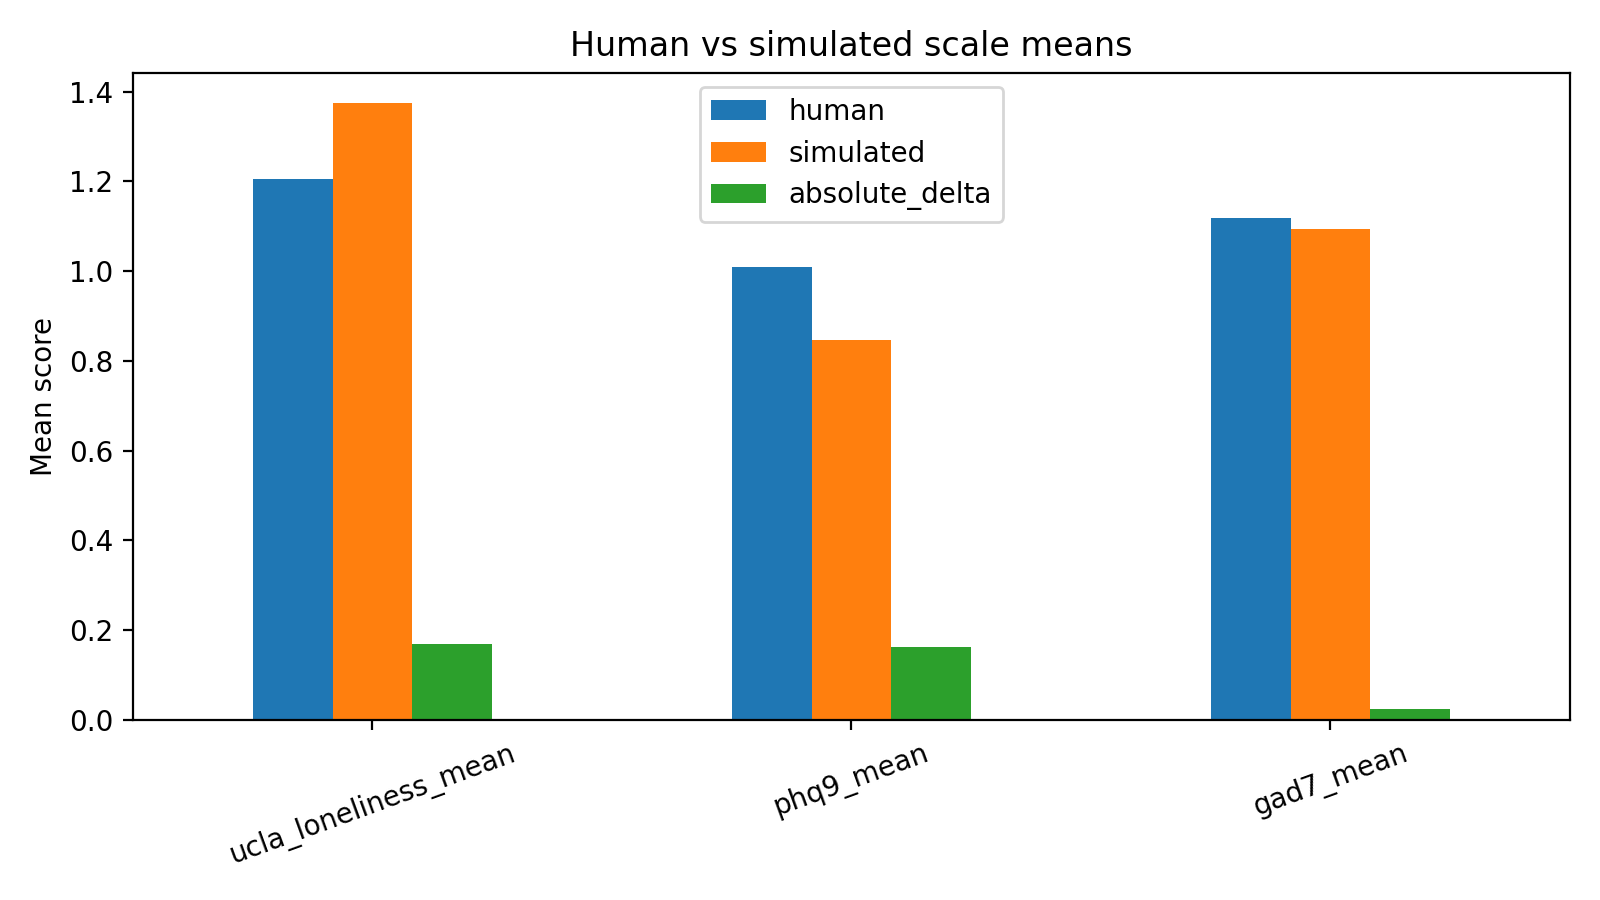 Human vs simulated scale means
human
simulated
absolute_delta
Mean score
1.4
1.2
1.0
0.8
0.6
0.4
0.2
0.0
ucla_loneliness_mean
phq9_mean
gad7_mean